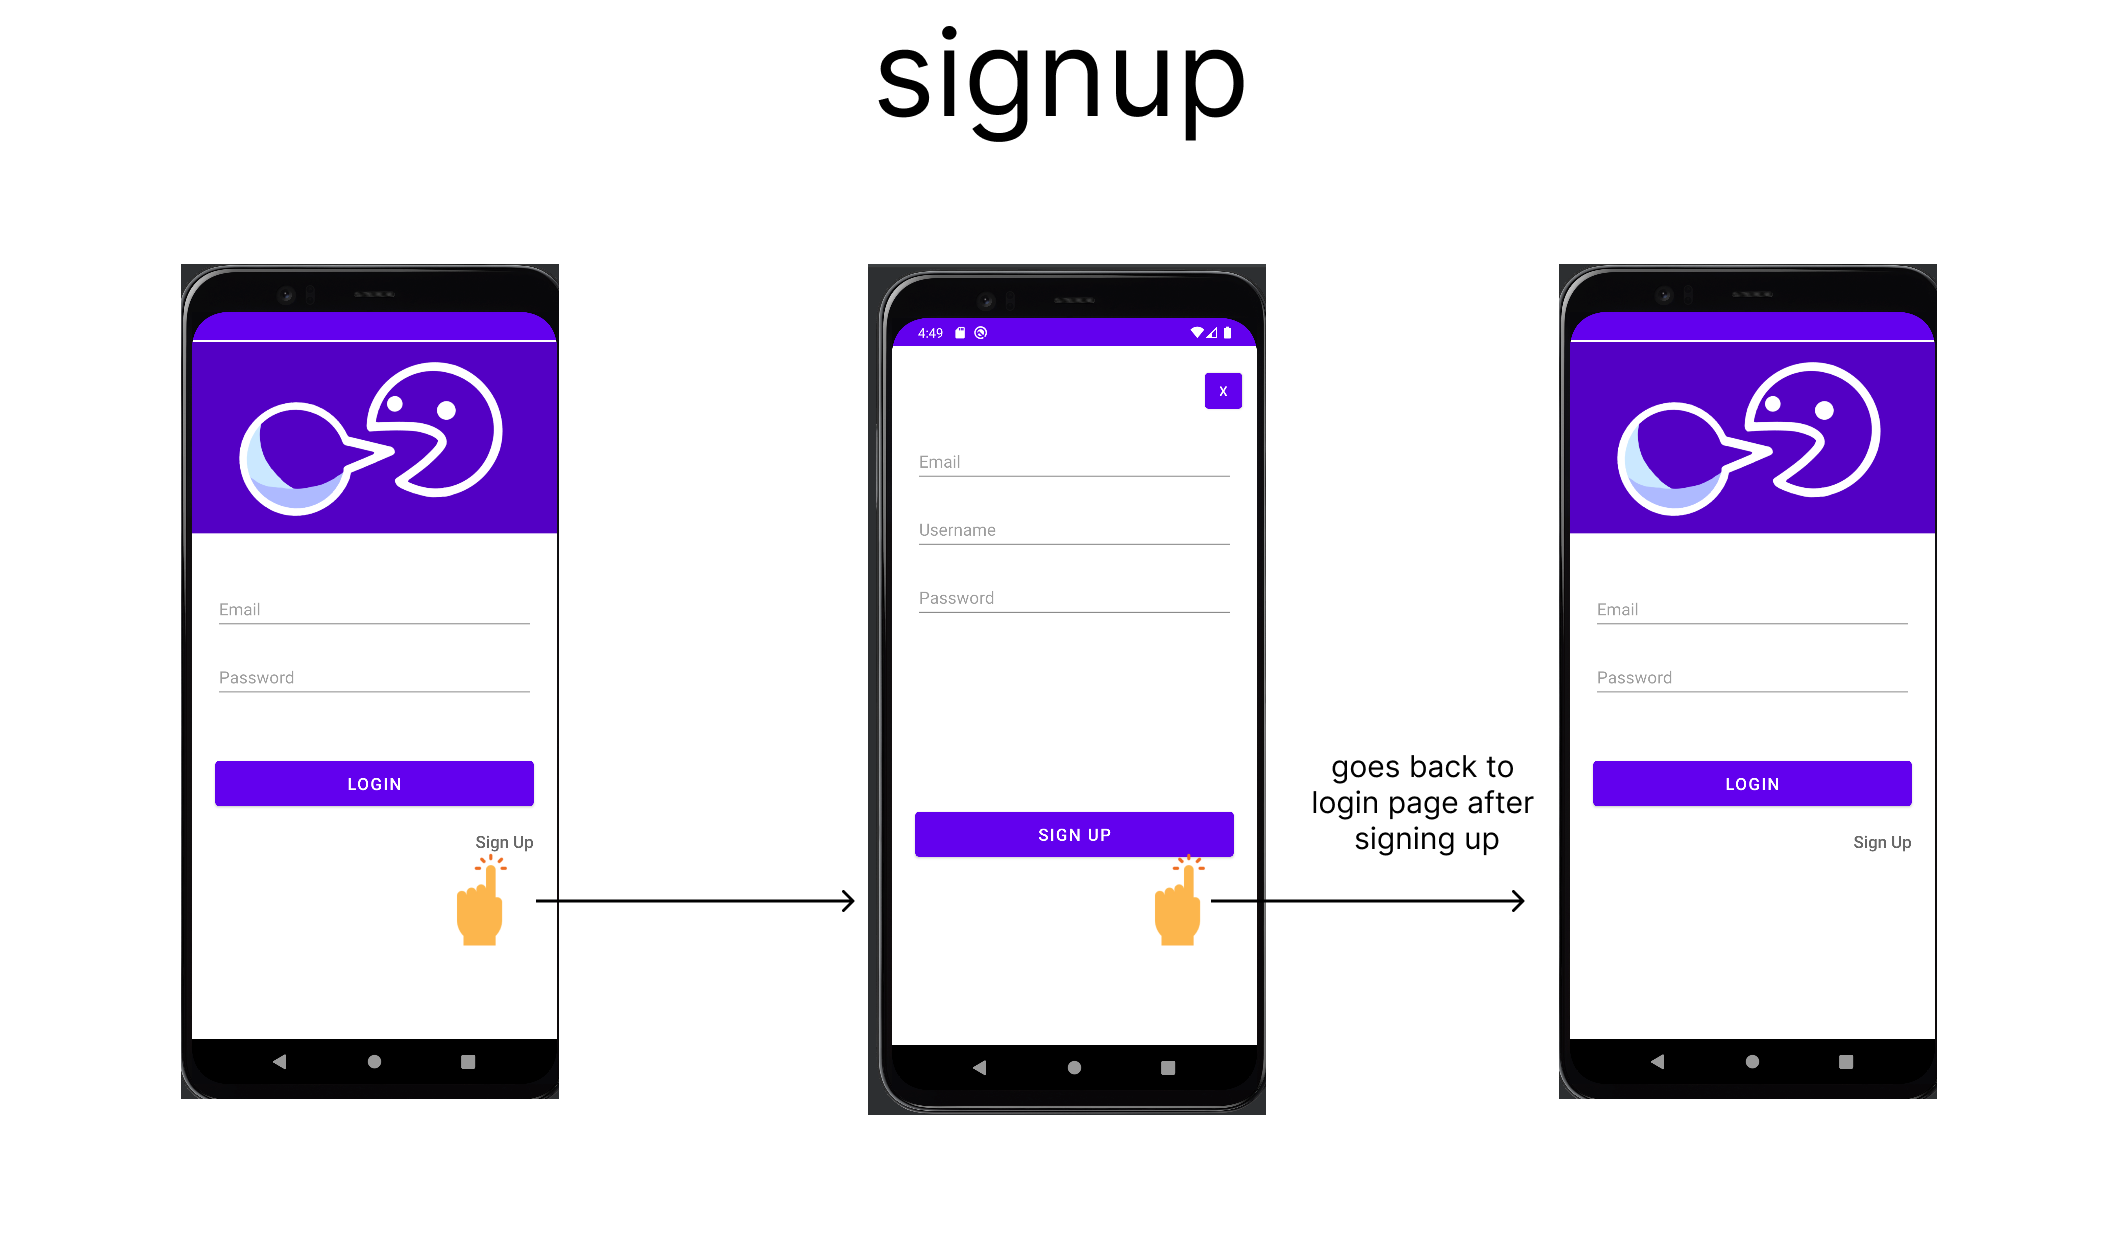 signup
Email
Password
LOGIN
Sign Up
4:49
X
Email
Username
Password
SIGN UP
goes back to
login page after
signing up
Email
Password
LOGIN
Sign Up